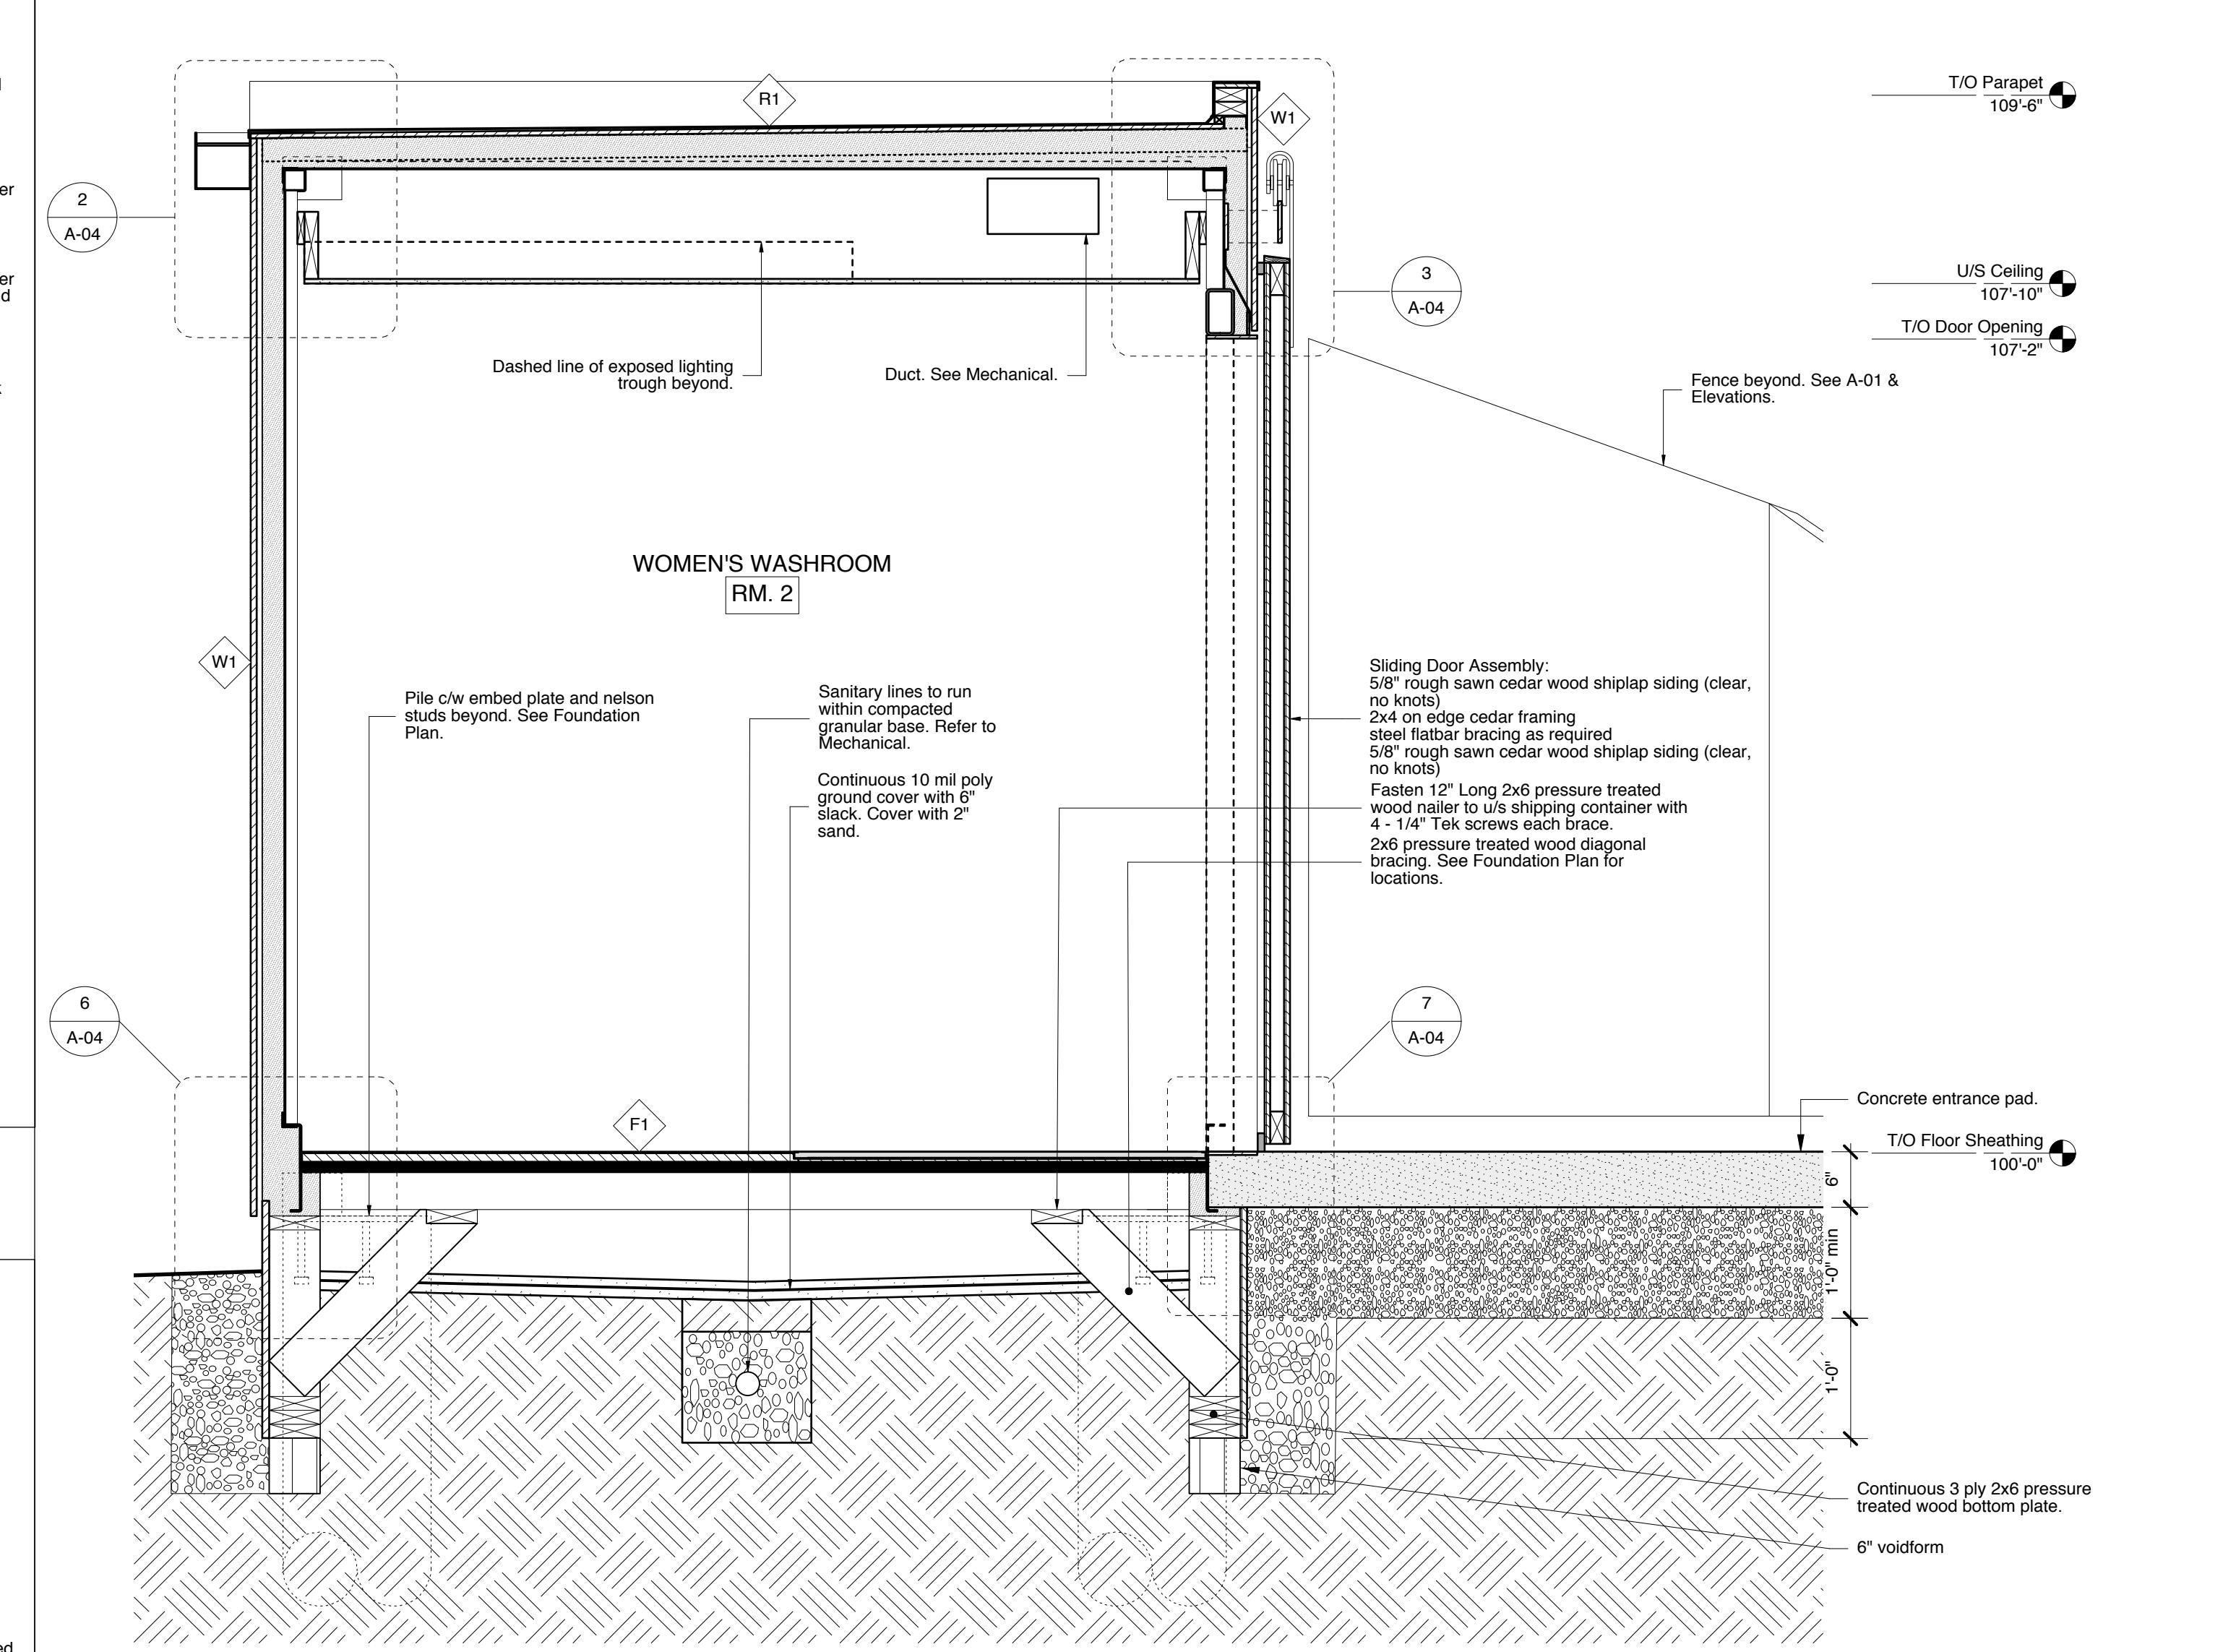 R1
W1
T/O Parapet
109'-6"
2
A-04
3
A-04
U/S Ceiling
107'-10"
T/O Door Opening
107'-2"
Dashed line of exposed lighting
trough beyond.
Duct. See Mechanical.
Fence beyond. See A-01 &
Elevations.
WOMEN'S WASHROOM
RM. 2
W1
Pile c/w embed plate and nelson
studs beyond. See Foundation
Plan.
Sanitary lines to run
within compacted
granular base. Refer to
Mechanical.
Continuous 10 mil poly
ground cover with 6"
slack. Cover with 2"
sand.
Sliding Door Assembly:
5/8" rough sawn cedar wood shiplap siding (clear,
no knots)
2x4 on edge cedar framing
steel flatbar bracing as required
5/8" rough sawn cedar wood shiplap siding (clear,
no knots)
Fasten 12" Long 2x6 pressure treated
wood nailer to u/s shipping container with
4 - 1/4" Tek screws each brace.
2x6 pressure treated wood diagonal
bracing. See Foundation Plan for
locations.
6
A-04
7
A-04
F1
Concrete entrance pad.
T/O Floor Sheathing
100'-0"
6"
1'-0" min
1'-0"
Continuous 3 ply 2x6 pressure
treated wood bottom plate.
6" voidform